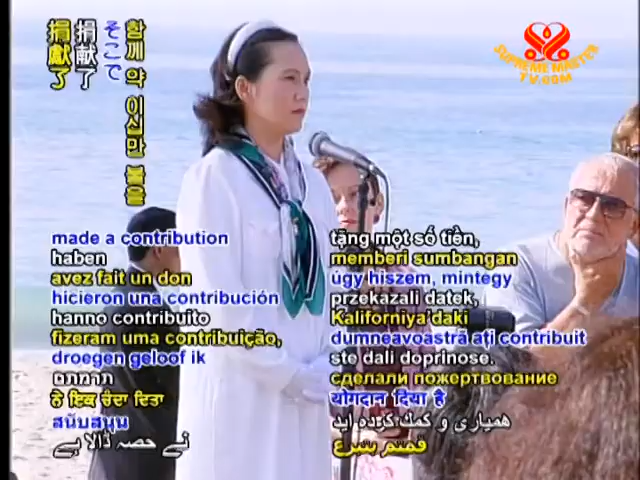 捐獻了
捐献了
そこで
함께 약 이십만 불을
SUPREME MASTER
TV.COM
made a contribution
haben
avez fait un don
hicieron una contribución
hanno contribuito
fizeram uma contribuição,
droegen geloof ik
תרמתם
ਨੇ ਇਕ ਚੰਦਾ ਦਿਤਾ
สนับสนุน
نے حصہ ڈالا ہے
tặng một số tiền,
memberi sumbangan
úgy hiszem, mintegy
przekazali datek,
Kaliforniya'daki
dumneavoastră aţi contribuit
ste dali doprinose.
сделали пожертвование
योगदान दिया है
همیاری و کمک کرده اید
قمتم بتبرع